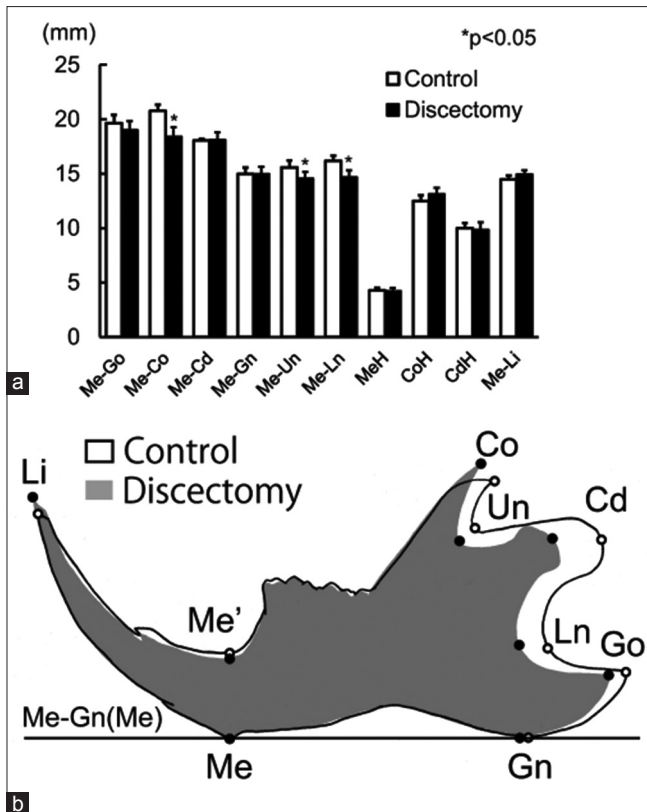 (mm)
*p<0.05
25
Control
Discectomy
20
*
15
*
*
10
5
0
Me-Go
Me-Co
Me-Cd
Me-Gn
Me-Un
Me-Ln
MeH
CoH
CdH
Me-Li
a
Control
Discectomy
Li
Co
Un
Cd
Me’
Ln
Go
Me-Gn(Me)
Me
Gn
b